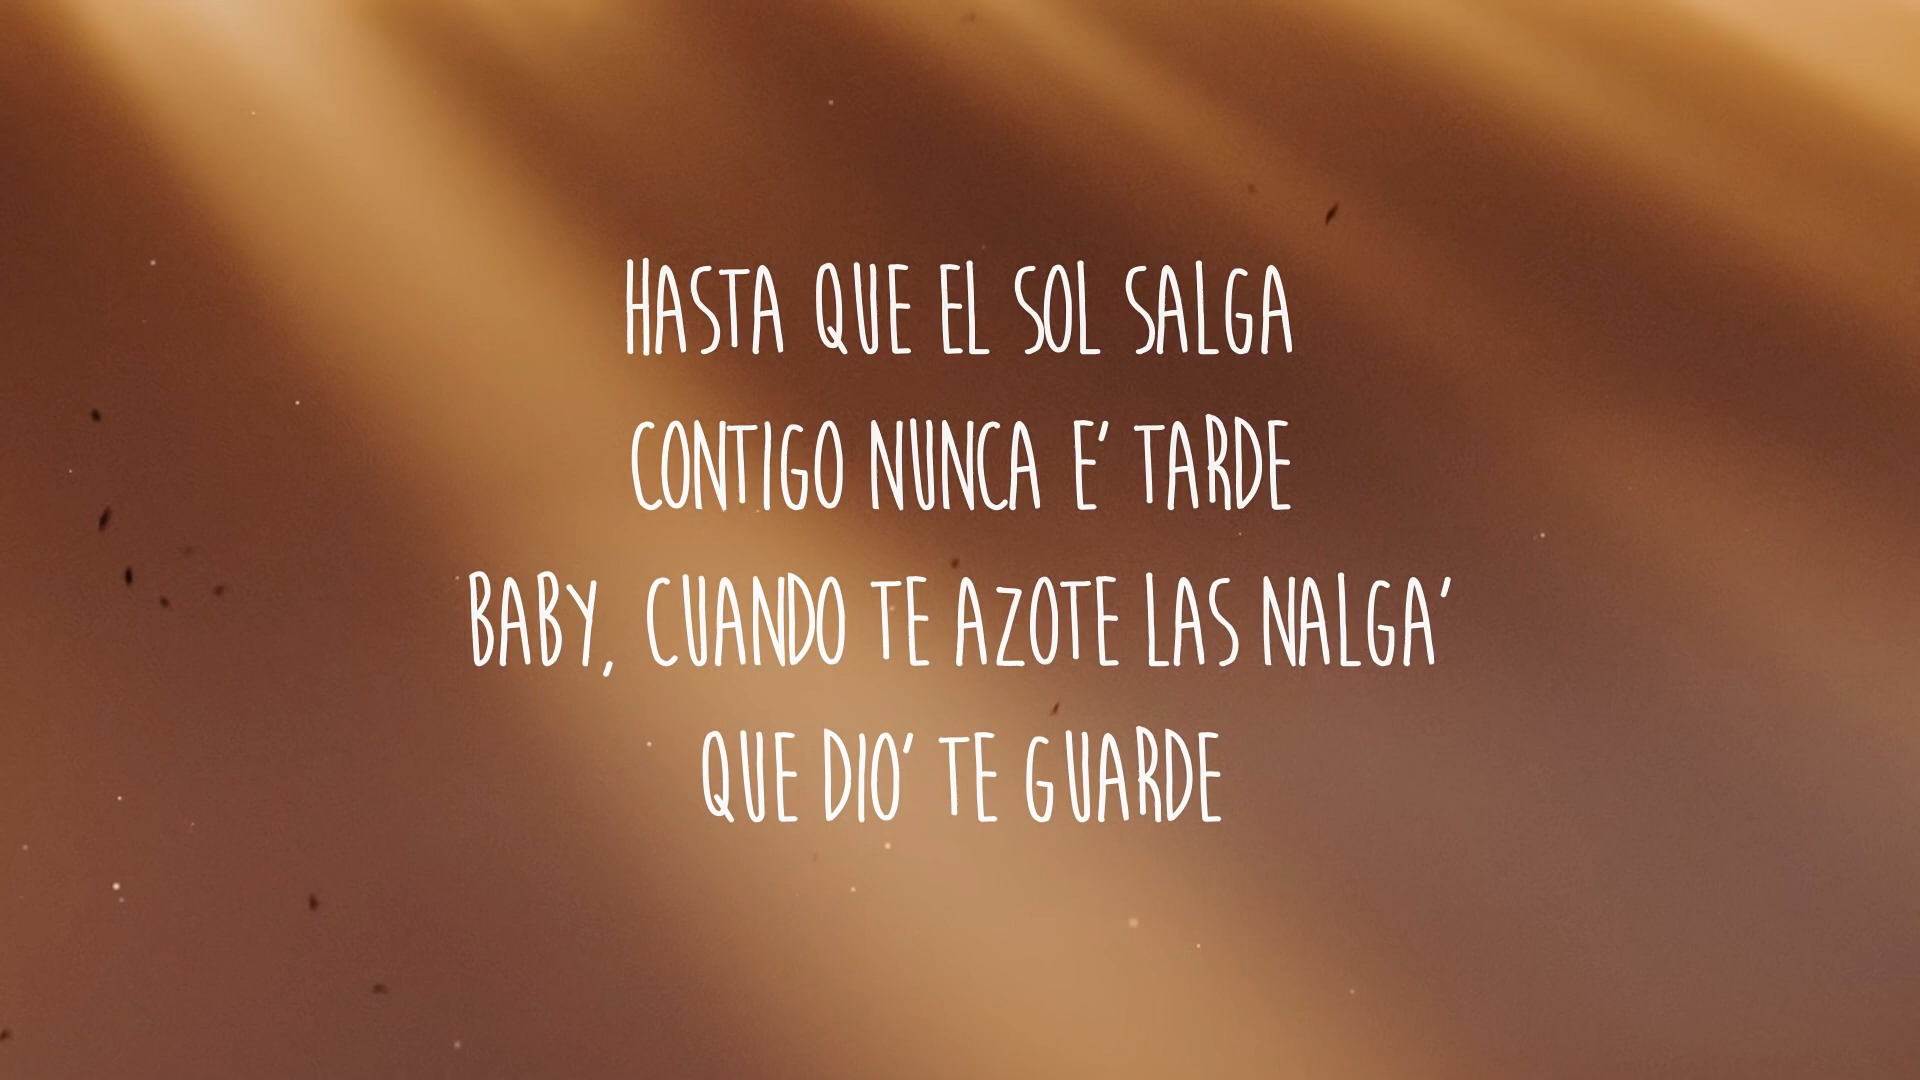 HASTA QUE EL SOL SALGA
CONTIGO NUNCA E' TARDE
BABY, CUANDO TE AZOTE LAS NALGA'
QUE DIO' TE GUARDE